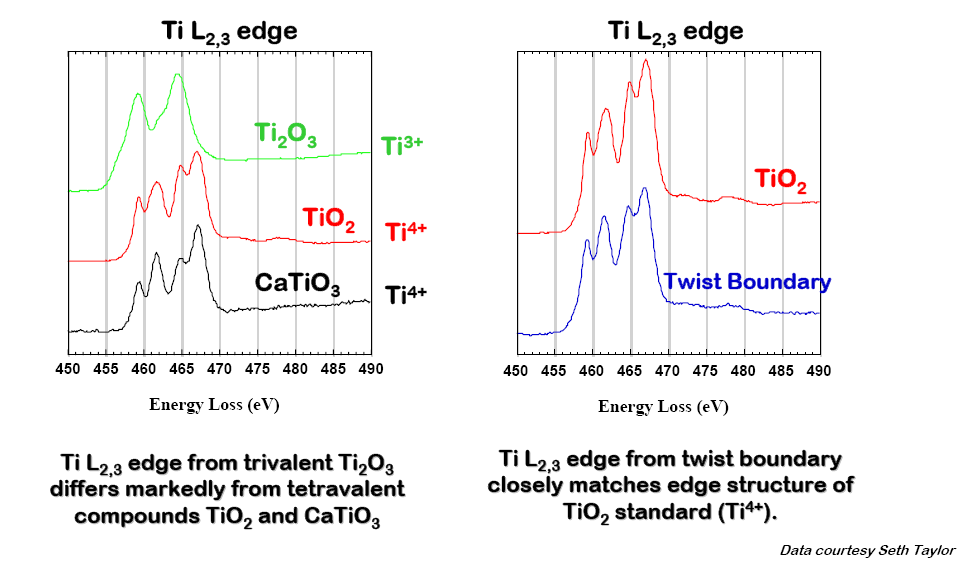 Ti L2,3 edge
Ti2O3
Ti3+
TiO2
Ti4+
CaTiO3
Ti4+
450 455 460 465 470 475 480 485 490
Energy Loss (eV)
Ti L2,3 edge from trivalent Ti2O3
differs markedly from tetravalent
compounds TiO2 and CaTiO3
Ti L2,3 edge
TiO2
Twist Boundary
450 455 460 465 470 475 480 485 490
Energy Loss (eV)
Ti L2,3 edge from twist boundary
closely matches edge structure of
TiO2 standard (Ti4+).
Data courtesy Seth Taylor